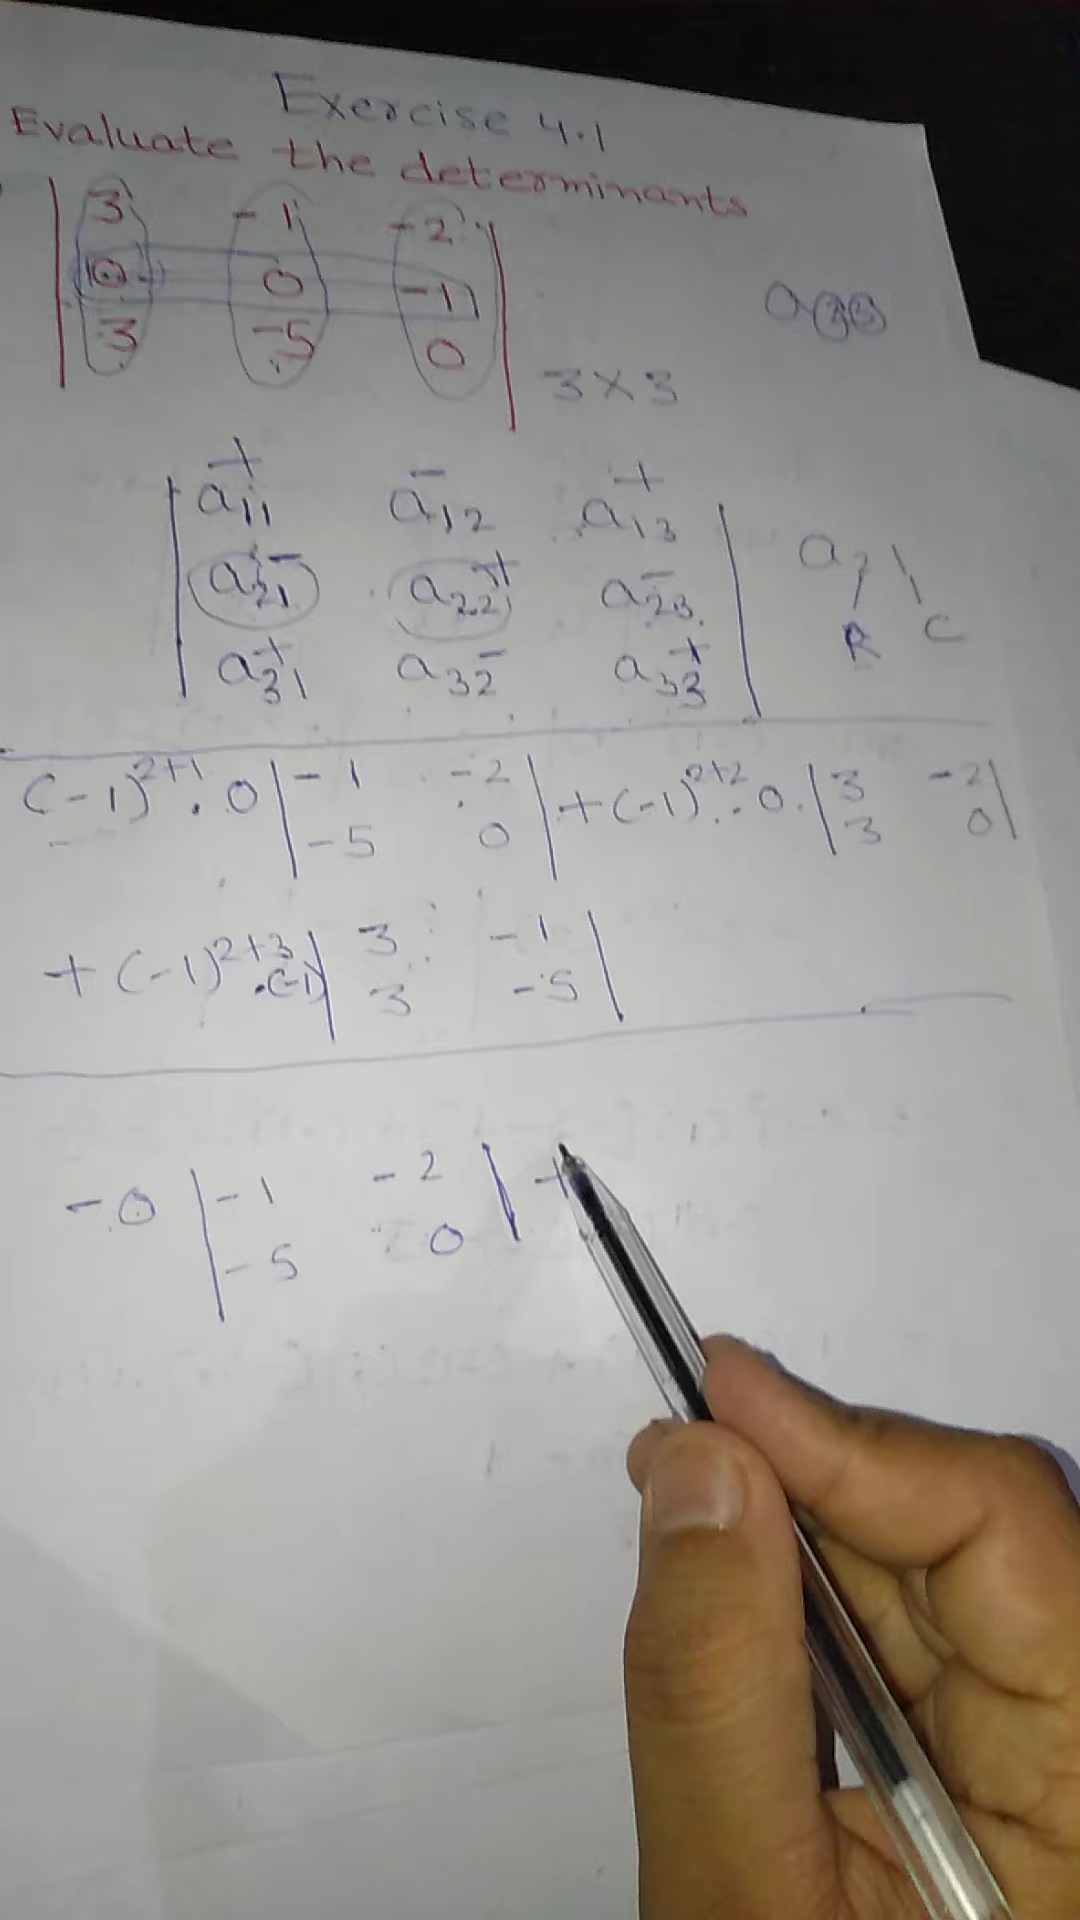 Exercise 4.1
Evaluate the determinants
| 3 -1 -2 |
| 0 0 -1 |
| 3 -5 0 | 3×3
a23
+ - +
| a11 a12 a13 |
| a21 - a22 + a23 - | a
R C
| a31 + a32 - a33 + |
(-1)^2+1 . 0 | -1 -2 | + (-1)^2+2 . 0 . | 3 -2 |
| -5 0 | | 3 0 |
+ (-1)^2+3 .(-1) | 3 -1 |
| 3 -5 |
-0 | -1 -2 | +
| -5 0 |